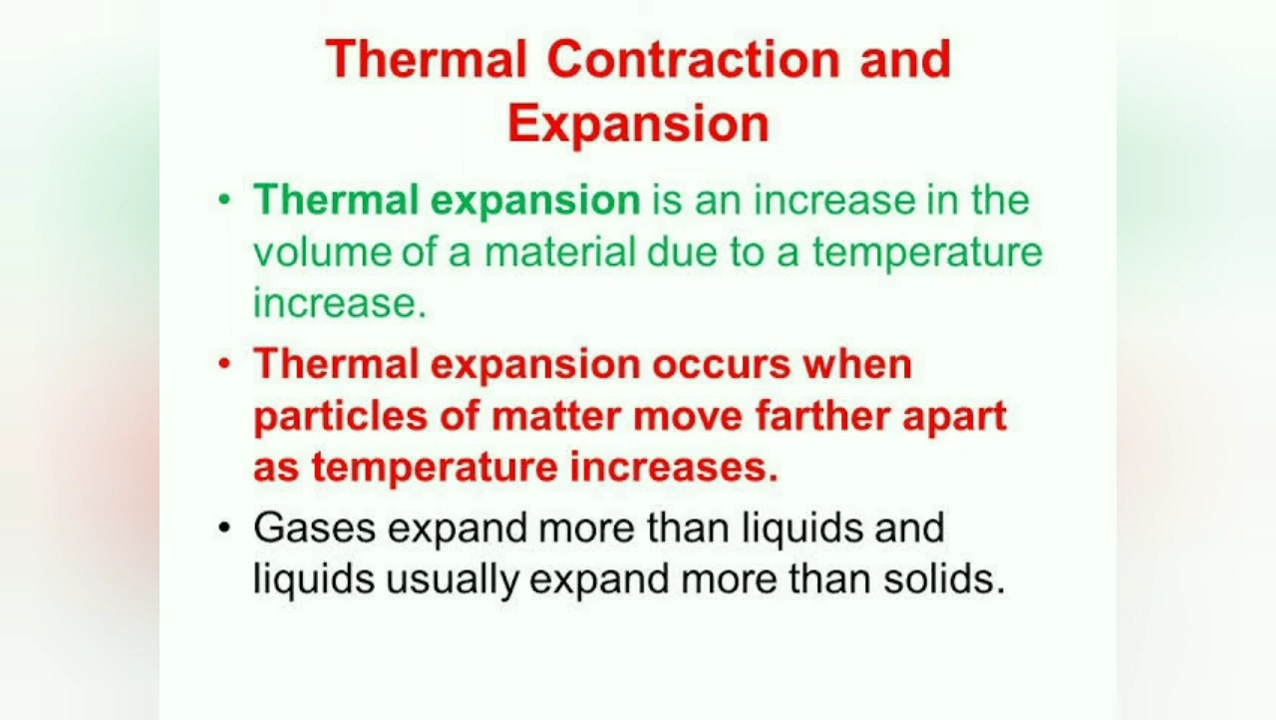 Thermal Contraction and
Expansion
• Thermal expansion is an increase in the
volume of a material due to a temperature
increase.
• Thermal expansion occurs when
particles of matter move farther apart
as temperature increases.
• Gases expand more than liquids and
liquids usually expand more than solids.